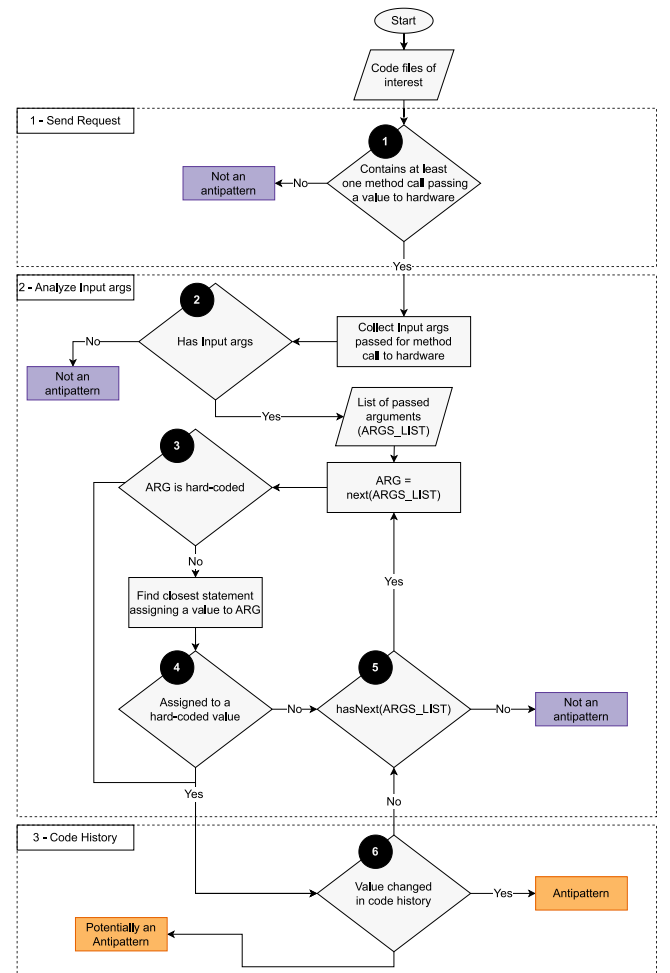 Start
Code files of
interest
1 - Send Request
1
Contains at least
one method call passing
a value to hardware
No
Not an
antipattern
Yes
2 - Analyze Input args
2
Has Input args
Collect Input args
passed for method
call to hardware
No
Not an
antipattern
Yes
List of passed
arguments
(ARGS_LIST)
3
ARG is hard-coded
ARG =
next(ARGS_LIST)
No
Yes
Find closest statement
assigning a value to ARG
4
Assigned to a
hard-coded value
No
5
hasNext(ARGS_LIST)
No
Not an
antipattern
Yes
No
3 - Code History
6
Value changed
in code history
Yes
Antipattern
Potentially an
Antipattern